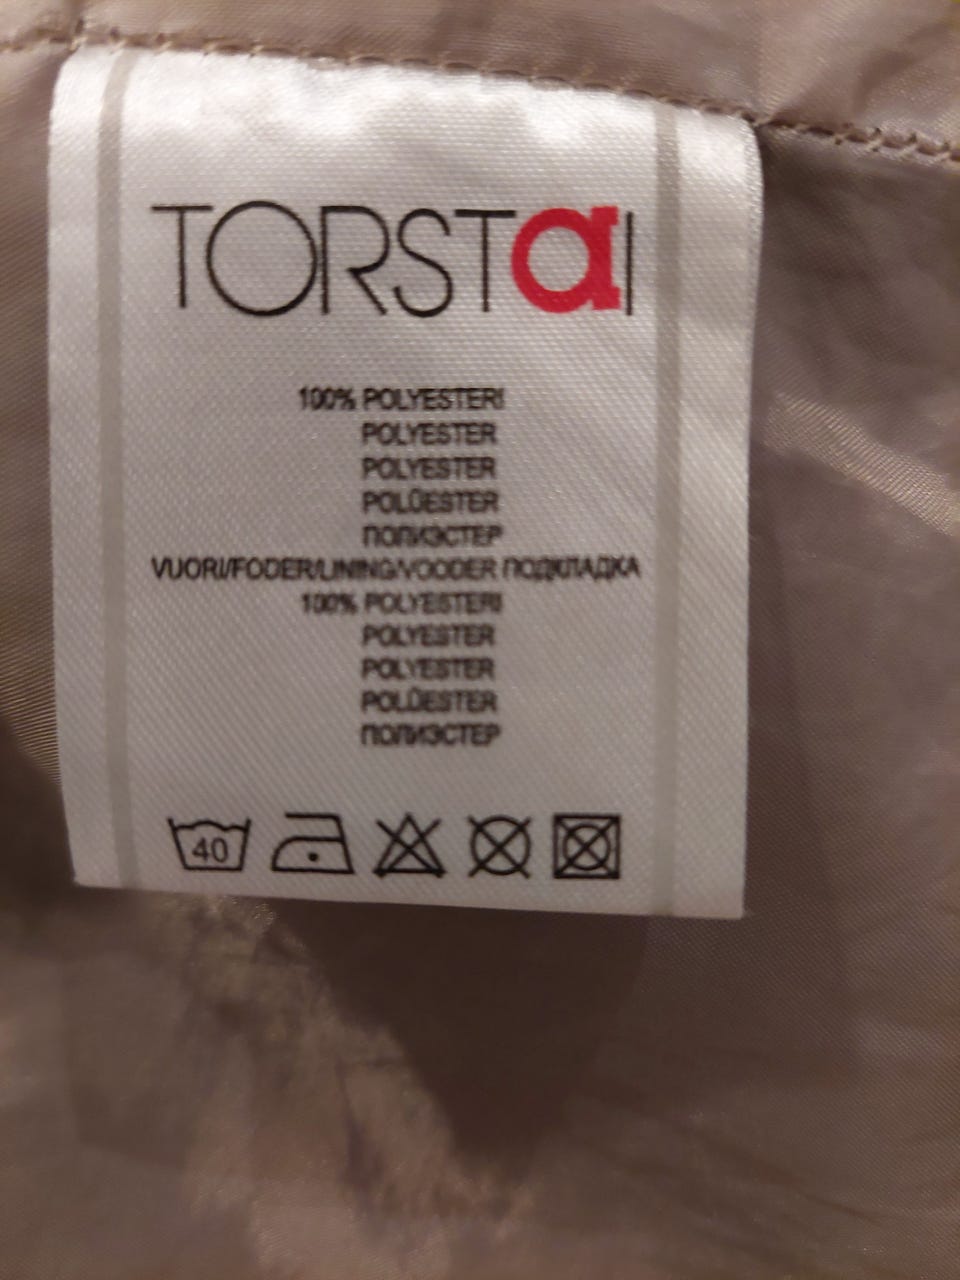 TORSTaI
100% POLYESTERI
POLYESTER
POLYESTER
POLÜESTER
ПОЛИЭСТЕР
VUORI/FODER/LINING/VOODER ПОДКЛАДКА
100% POLYESTERI
POLYESTER
POLYESTER
POLÜESTER
ПОЛИЭСТЕР
40